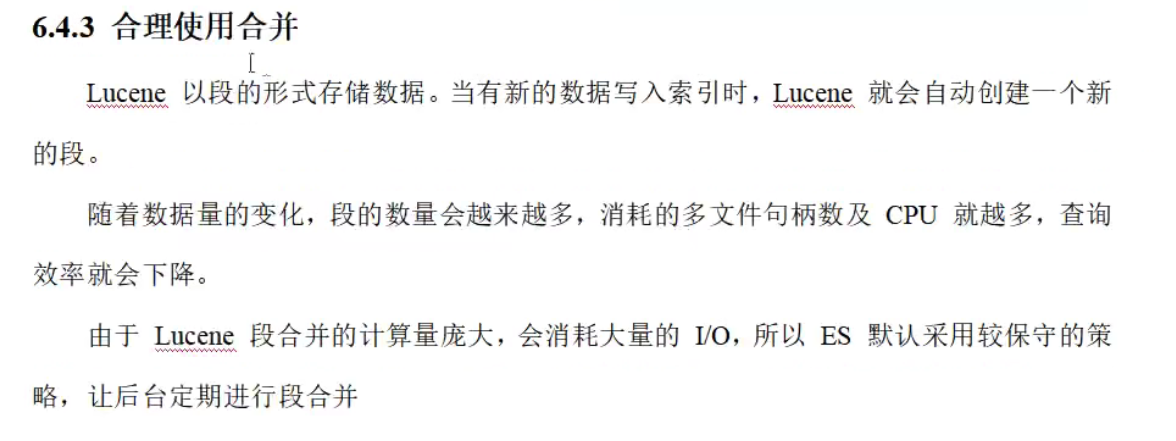 6.4.3 合理使用合并
Lucene 以段的形式存储数据。当有新的数据写入索引时，Lucene 就会自动创建一个新
的段。
随着数据量的变化，段的数量会越来越多，消耗的多文件句柄数及 CPU 就越多，查询
效率就会下降。
由于 Lucene 段合并的计算量庞大，会消耗大量的 I/O，所以 ES 默认采用较保守的策
略，让后台定期进行段合并